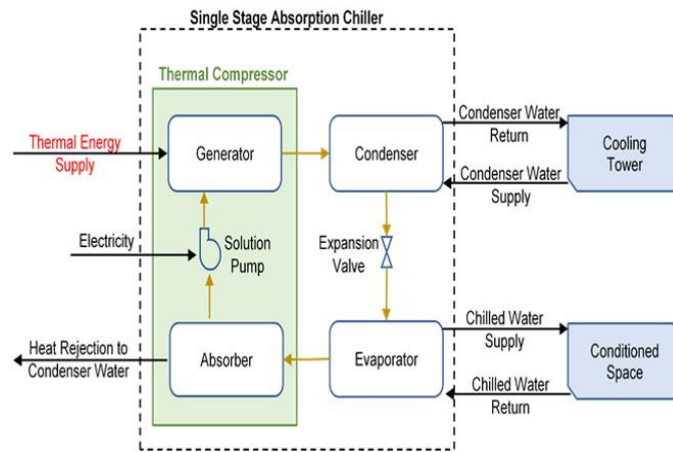 Single Stage Absorption Chiller
Thermal Compressor
Thermal Energy
Supply
Generator
Condenser
Condenser Water
Return
Condenser Water
Supply
Cooling
Tower
Electricity
Solution
Pump
Expansion
Valve
Heat Rejection to
Condenser Water
Absorber
Evaporator
Chilled Water
Supply
Chilled Water
Return
Conditioned
Space